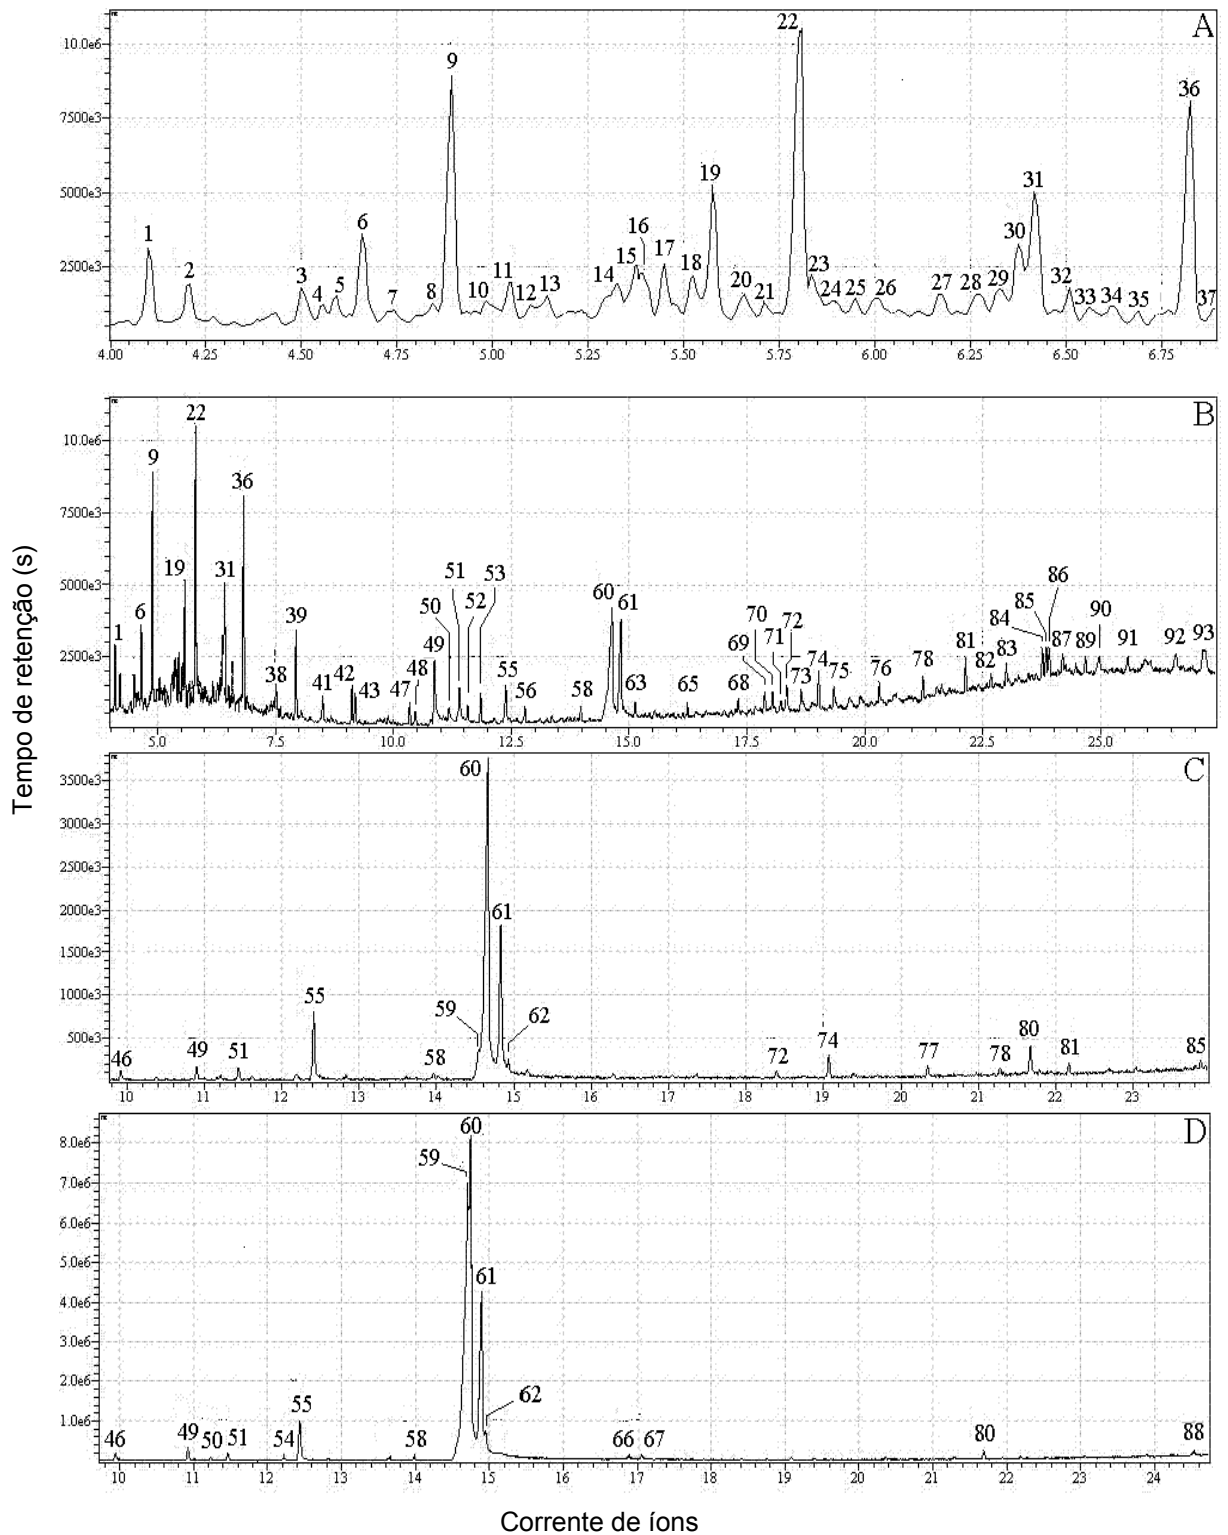 A
10.0e6
7500e3
5000e3
2500e3
1 2 3 4 5 6 7 8 9 10 11 12 13 14 15 16 17 18 19 20 21 22 23 24 25 26 27 28 29 30 31 32 33 34 35 36 37
4.00 4.25 4.50 4.75 5.00 5.25 5.50 5.75 6.00 6.25 6.50 6.75
B
10.0e6
7500e3
5000e3
2500e3
1 6 9 19 22 31 36 38 39 41 42 43 47 48 49 50 51 52 53 55 56 58 60 61 63 65 68 69 70 71 72 73 74 75 76 78 81 82 83 84 85 86 87 89 90 91 92 93
5.0 7.5 10.0 12.5 15.0 17.5 20.0 22.5 25.0
Tempo de retenção (s)
C
3500e3
3000e3
2500e3
2000e3
1500e3
1000e3
500e3
46 49 51 55 58 59 60 61 62 72 74 77 78 80 81 85
10 11 12 13 14 15 16 17 18 19 20 21 22 23
D
8.0e6
7.0e6
6.0e6
5.0e6
4.0e6
3.0e6
2.0e6
1.0e6
46 49 50 51 54 55 58 59 60 61 62 66 67 80 88
10 11 12 13 14 15 16 17 18 19 20 21 22 23 24
Corrente de íons